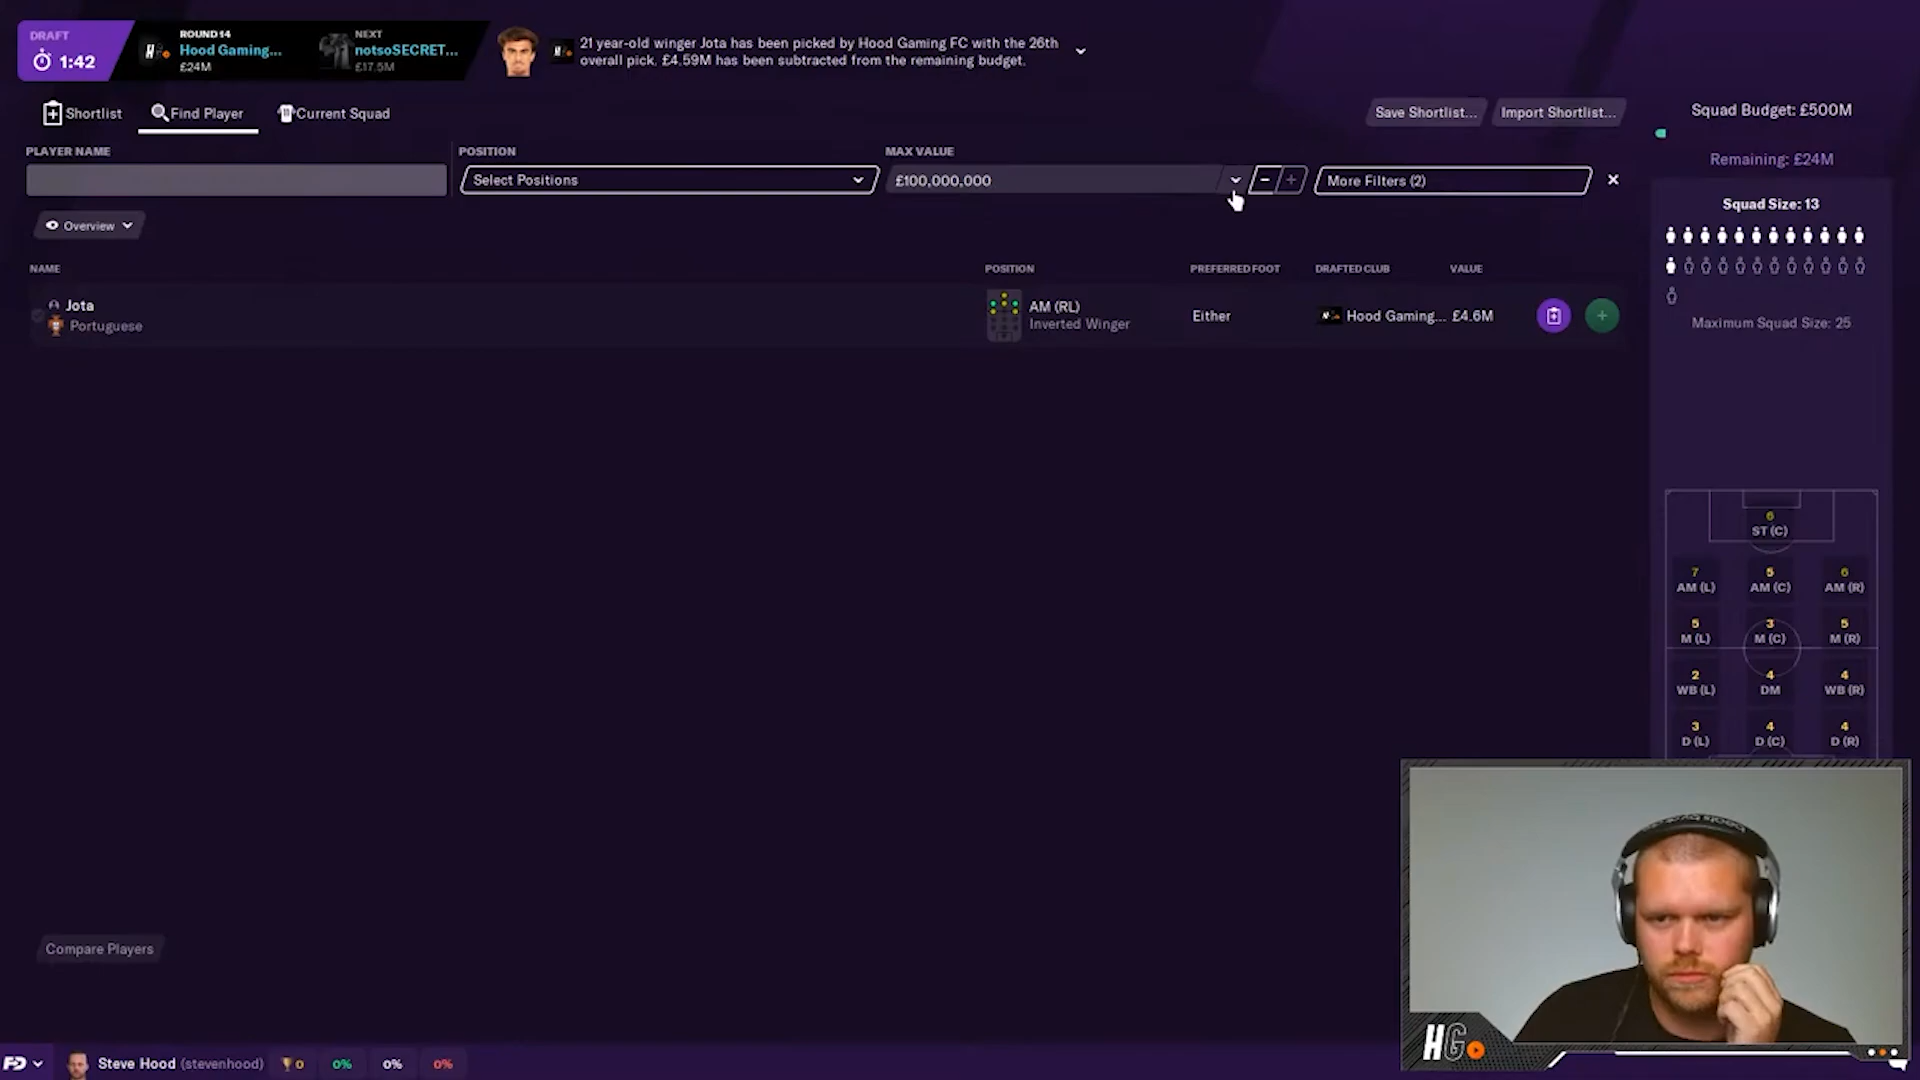 DRAFT
1:42
ROUND 14
Hood Gaming...
£24M
NEXT
notsoSECRET...
£17.5M
21 year-old winger Jota has been picked by Hood Gaming FC with the 26th
overall pick. £4.59M has been subtracted from the remaining budget.
Shortlist
Find Player
Current Squad
Save Shortlist...
Import Shortlist...
Squad Budget: £500M
Remaining: £24M
PLAYER NAME
POSITION
MAX VALUE
Select Positions
£100,000,000
More Filters (2)
Overview
Squad Size: 13
Maximum Squad Size: 25
NAME
POSITION
PREFERRED FOOT
DRAFTED CLUB
VALUE
Jota
Portuguese
AM (RL)
Inverted Winger
Either
Hood Gaming... £4.6M
6
ST (C)
7
AM (L)
5
AM (C)
6
AM (R)
5
M (L)
3
M (C)
5
M (R)
2
WB (L)
4
DM
4
WB (R)
3
D (L)
4
D (C)
4
D (R)
Compare Players
HG
FD
Steve Hood (stevenhood)
0
0%
0%
0%